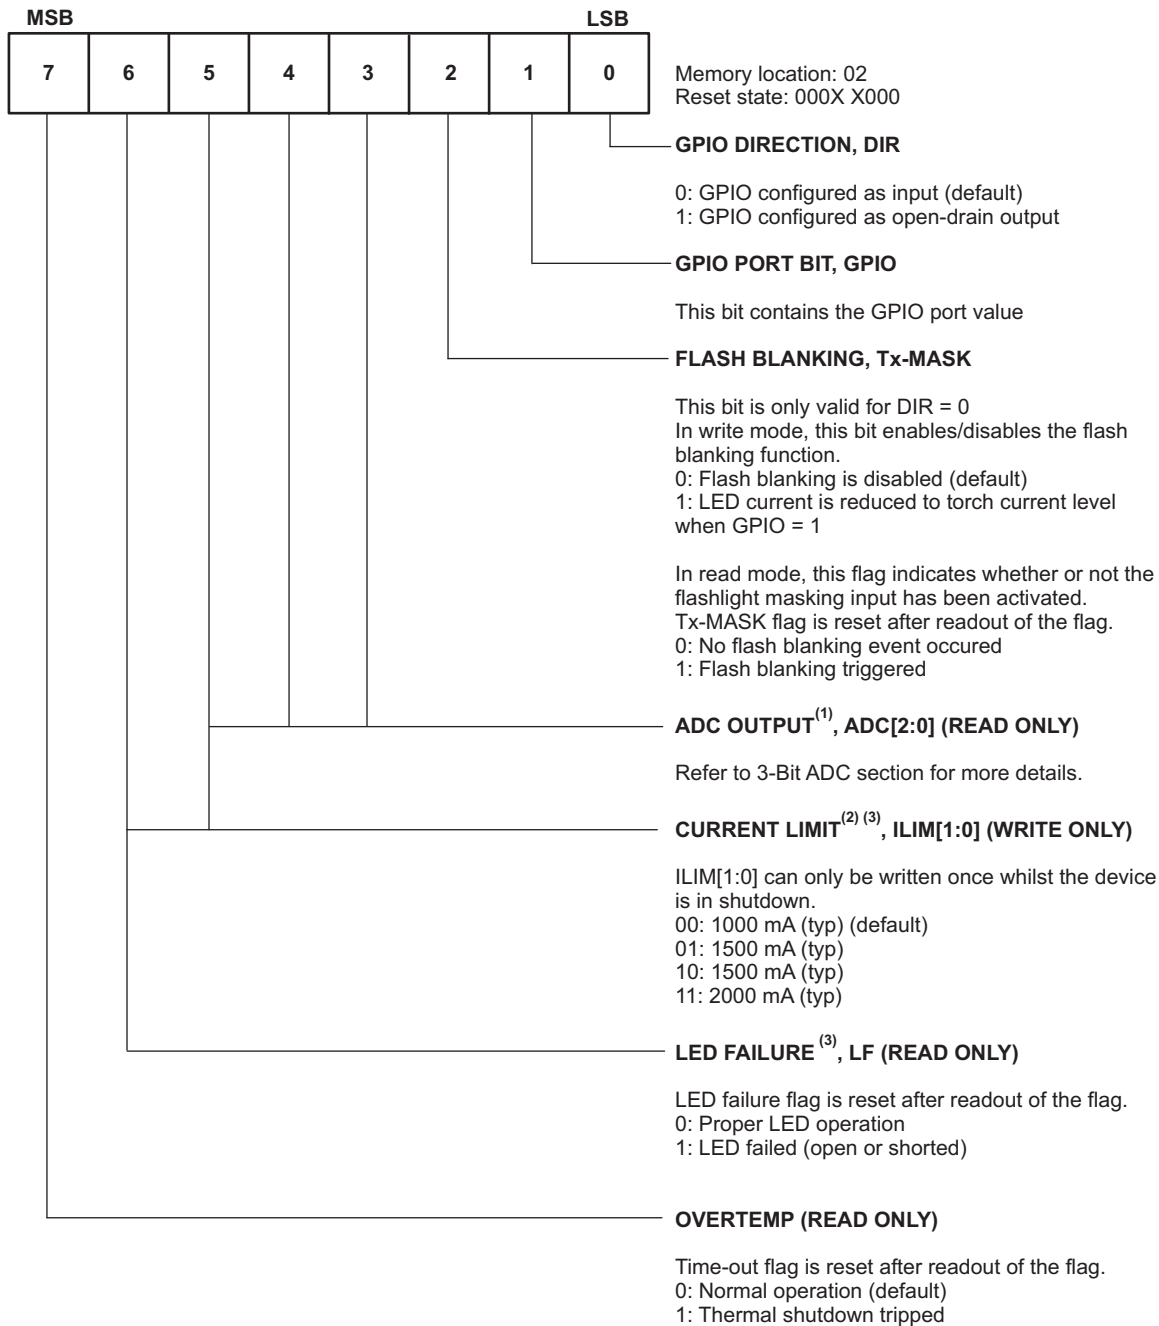 MSB LSB
7 6 5 4 3 2 1 0
Memory location: 02
Reset state: 000X X000
GPIO DIRECTION, DIR
0: GPIO configured as input (default)
1: GPIO configured as open-drain output
GPIO PORT BIT, GPIO
This bit contains the GPIO port value
FLASH BLANKING, Tx-MASK
This bit is only valid for DIR = 0
In write mode, this bit enables/disables the flash
blanking function.
0: Flash blanking is disabled (default)
1: LED current is reduced to torch current level
when GPIO = 1
In read mode, this flag indicates whether or not the
flashlight masking input has been activated.
Tx-MASK flag is reset after readout of the flag.
0: No flash blanking event occured
1: Flash blanking triggered
ADC OUTPUT(1), ADC[2:0] (READ ONLY)
Refer to 3-Bit ADC section for more details.
CURRENT LIMIT(2) (3), ILIM[1:0] (WRITE ONLY)
ILIM[1:0] can only be written once whilst the device
is in shutdown.
00: 1000 mA (typ) (default)
01: 1500 mA (typ)
10: 1500 mA (typ)
11: 2000 mA (typ)
LED FAILURE (3), LF (READ ONLY)
LED failure flag is reset after readout of the flag.
0: Proper LED operation
1: LED failed (open or shorted)
OVERTEMP (READ ONLY)
Time-out flag is reset after readout of the flag.
0: Normal operation (default)
1: Thermal shutdown tripped